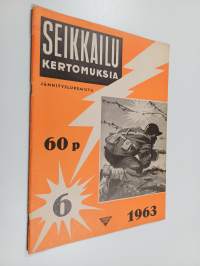 SEIKKAILU
KERTOMUKSIA
JÄNNITYSLUKEMISTO
60 p
6
1963